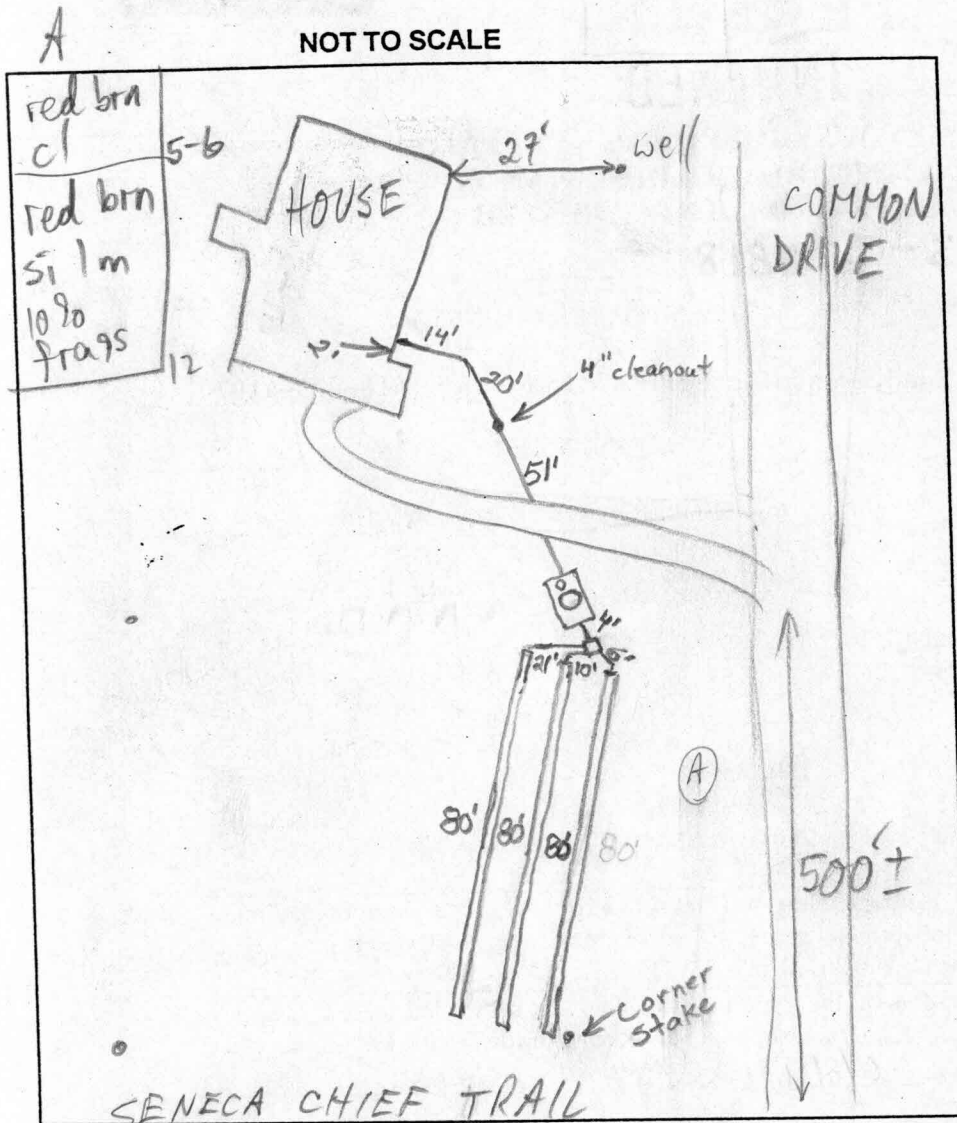 A
NOT TO SCALE
red brn
cl
5-6
red brn
si lm
10%
frags
12
HOUSE
27'
well
COMMON
DRIVE
14'
20'
4" cleanout
51'
4'
21'
10'
80'
80'
80'
80'
A
500'±
corner
stake
SENECA CHIEF TRAIL